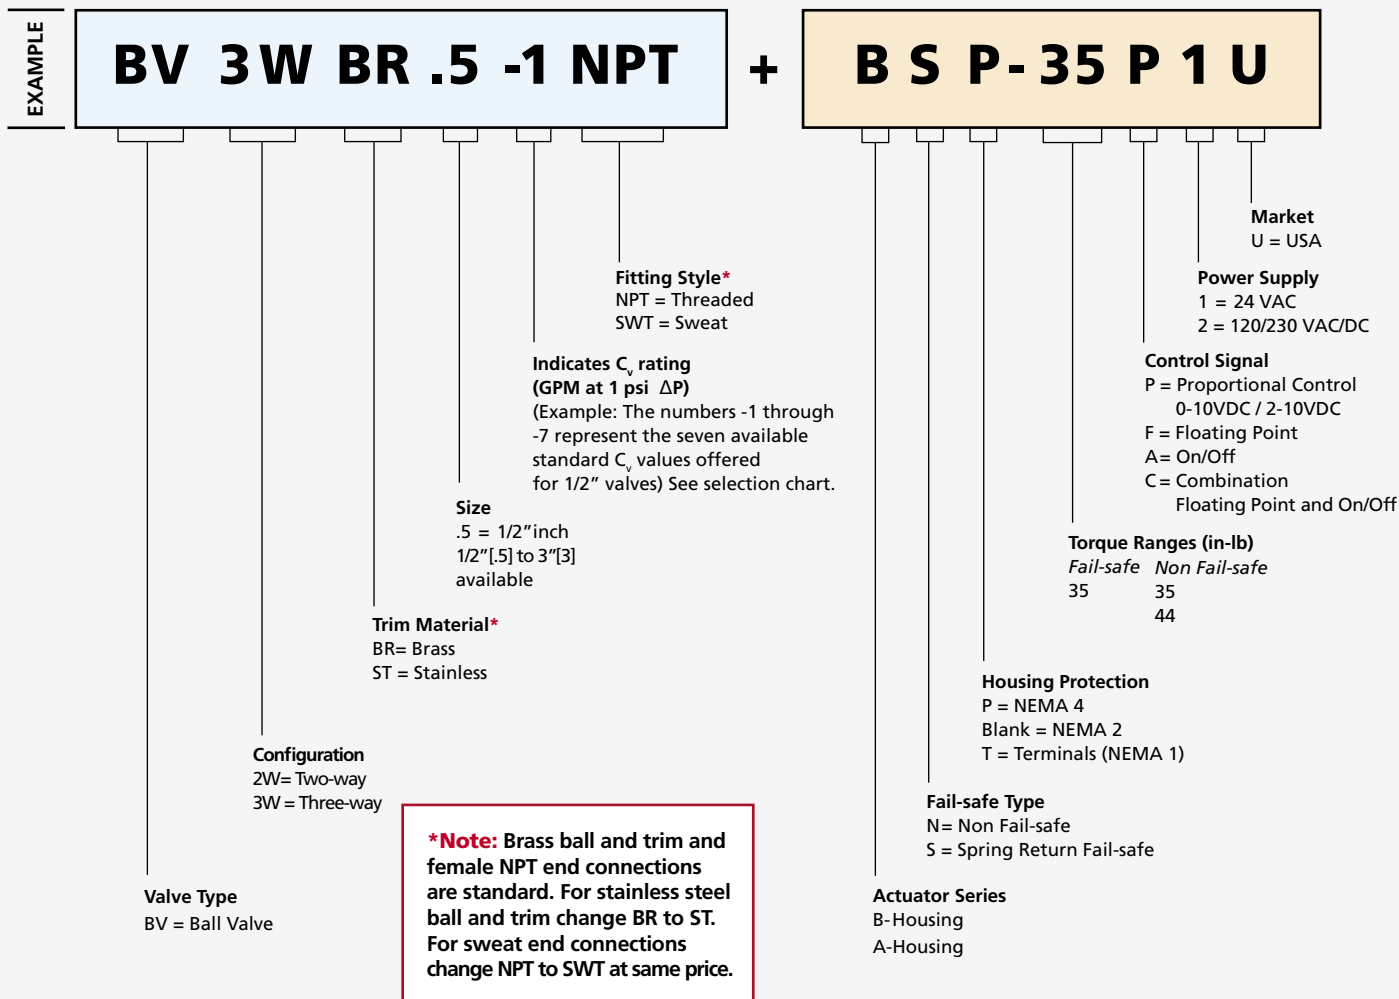 EXAMPLE
BV 3W BR .5 -1 NPT + B S P- 35 P 1 U
Market
U = USA
Fitting Style*
NPT = Threaded
SWT = Sweat
Power Supply
1 = 24 VAC
2 = 120/230 VAC/DC
Indicates Cv rating
(GPM at 1 psi ΔP)
(Example: The numbers -1 through
-7 represent the seven available
standard Cv values offered
for 1/2” valves) See selection chart.
Control Signal
P = Proportional Control
0-10VDC / 2-10VDC
F = Floating Point
A= On/Off
C= Combination
Floating Point and On/Off
Size
.5 = 1/2”inch
1/2”[.5] to 3”[3]
available
Torque Ranges (in-lb)
Fail-safe Non Fail-safe
35 35
44
Trim Material*
BR= Brass
ST = Stainless
Housing Protection
P = NEMA 4
Blank = NEMA 2
T = Terminals (NEMA 1)
Configuration
2W= Two-way
3W = Three-way
Fail-safe Type
N= Non Fail-safe
S = Spring Return Fail-safe
*Note: Brass ball and trim and
female NPT end connections
are standard. For stainless steel
ball and trim change BR to ST.
For sweat end connections
change NPT to SWT at same price.
Valve Type
BV = Ball Valve
Actuator Series
B-Housing
A-Housing